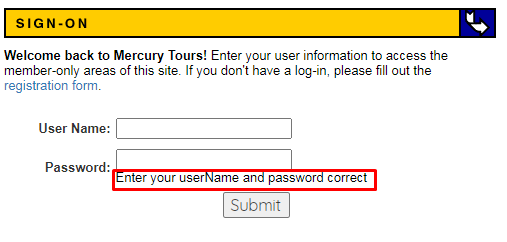 SIGN-ON
Welcome back to Mercury Tours! Enter your user information to access the
member-only areas of this site. If you don't have a log-in, please fill out the
registration form.
User Name:
Password:
Enter your userName and password correct
Submit